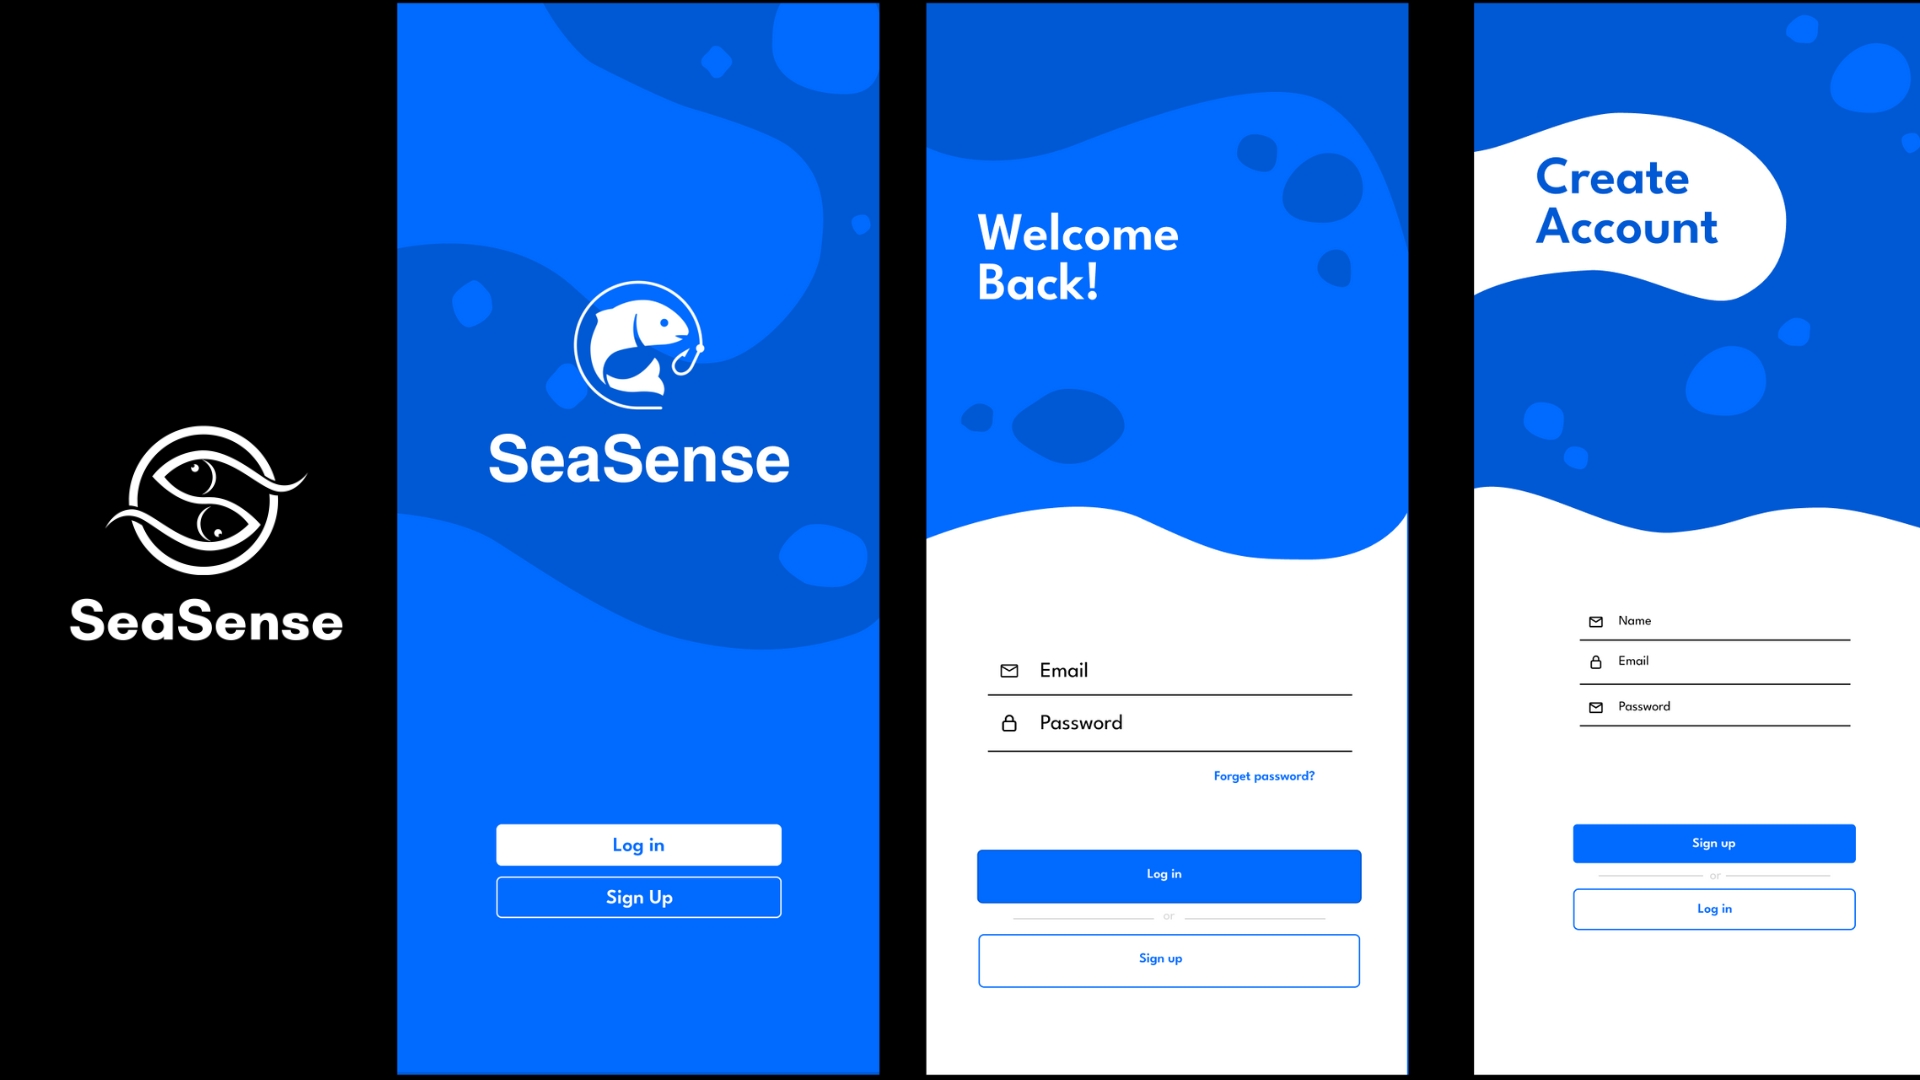 SeaSense
SeaSense
Log in
Sign Up
Welcome
Back!
Email
Password
Forget password?
Log in
or
Sign up
Create
Account
Name
Email
Password
Sign up
or
Log in